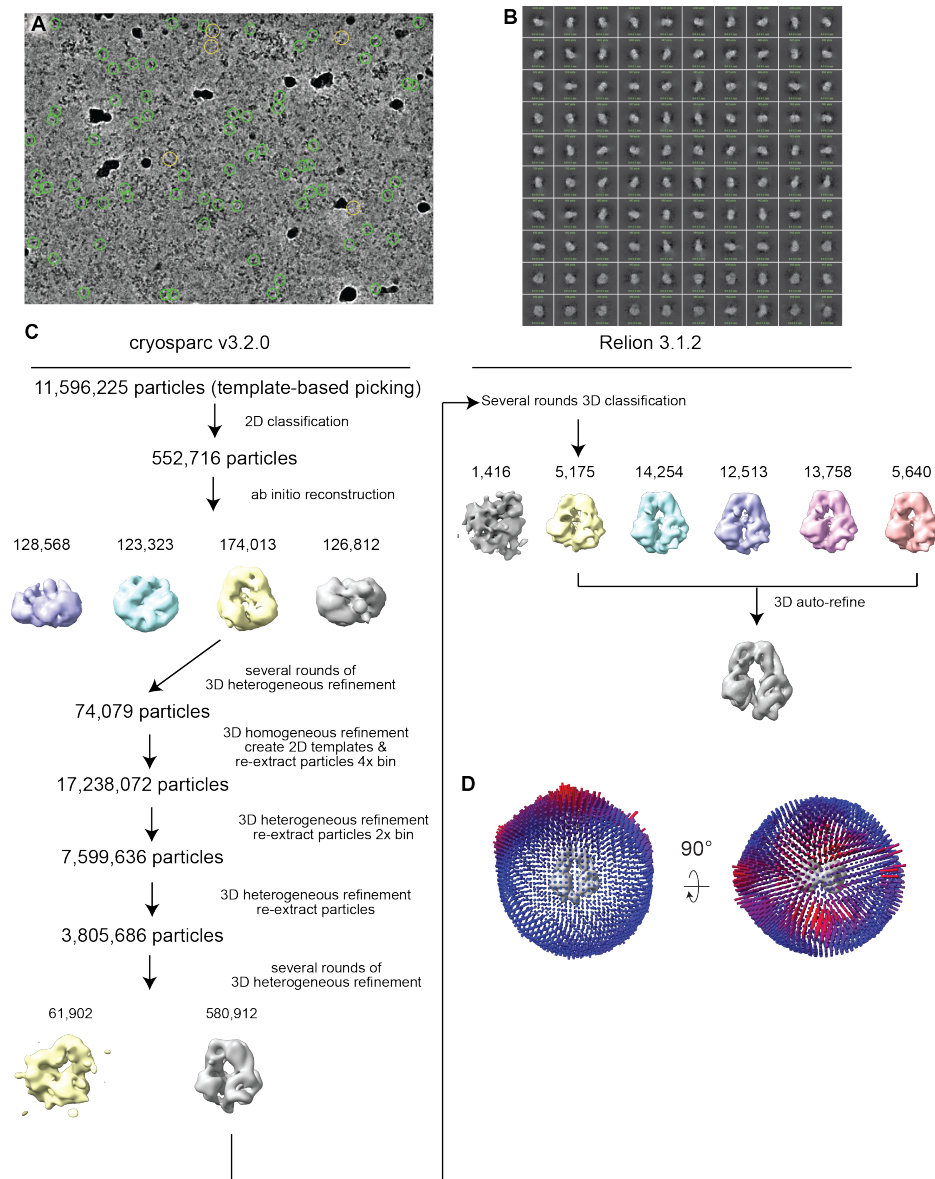 A
B
C
cryosparc v3.2.0
11,596,225 particles (template-based picking)
2D classification
552,716 particles
ab initio reconstruction
128,568
123,323
174,013
126,812
several rounds of
3D heterogeneous refinement
74,079 particles
3D homogeneous refinement
create 2D templates &
re-extract particles 4x bin
17,238,072 particles
3D heterogeneous refinement
re-extract particles 2x bin
7,599,636 particles
3D heterogeneous refinement
re-extract particles
3,805,686 particles
several rounds of
3D heterogeneous refinement
61,902
580,912
Relion 3.1.2
Several rounds 3D classification
1,416
5,175
14,254
12,513
13,758
5,640
3D auto-refine
D
90°